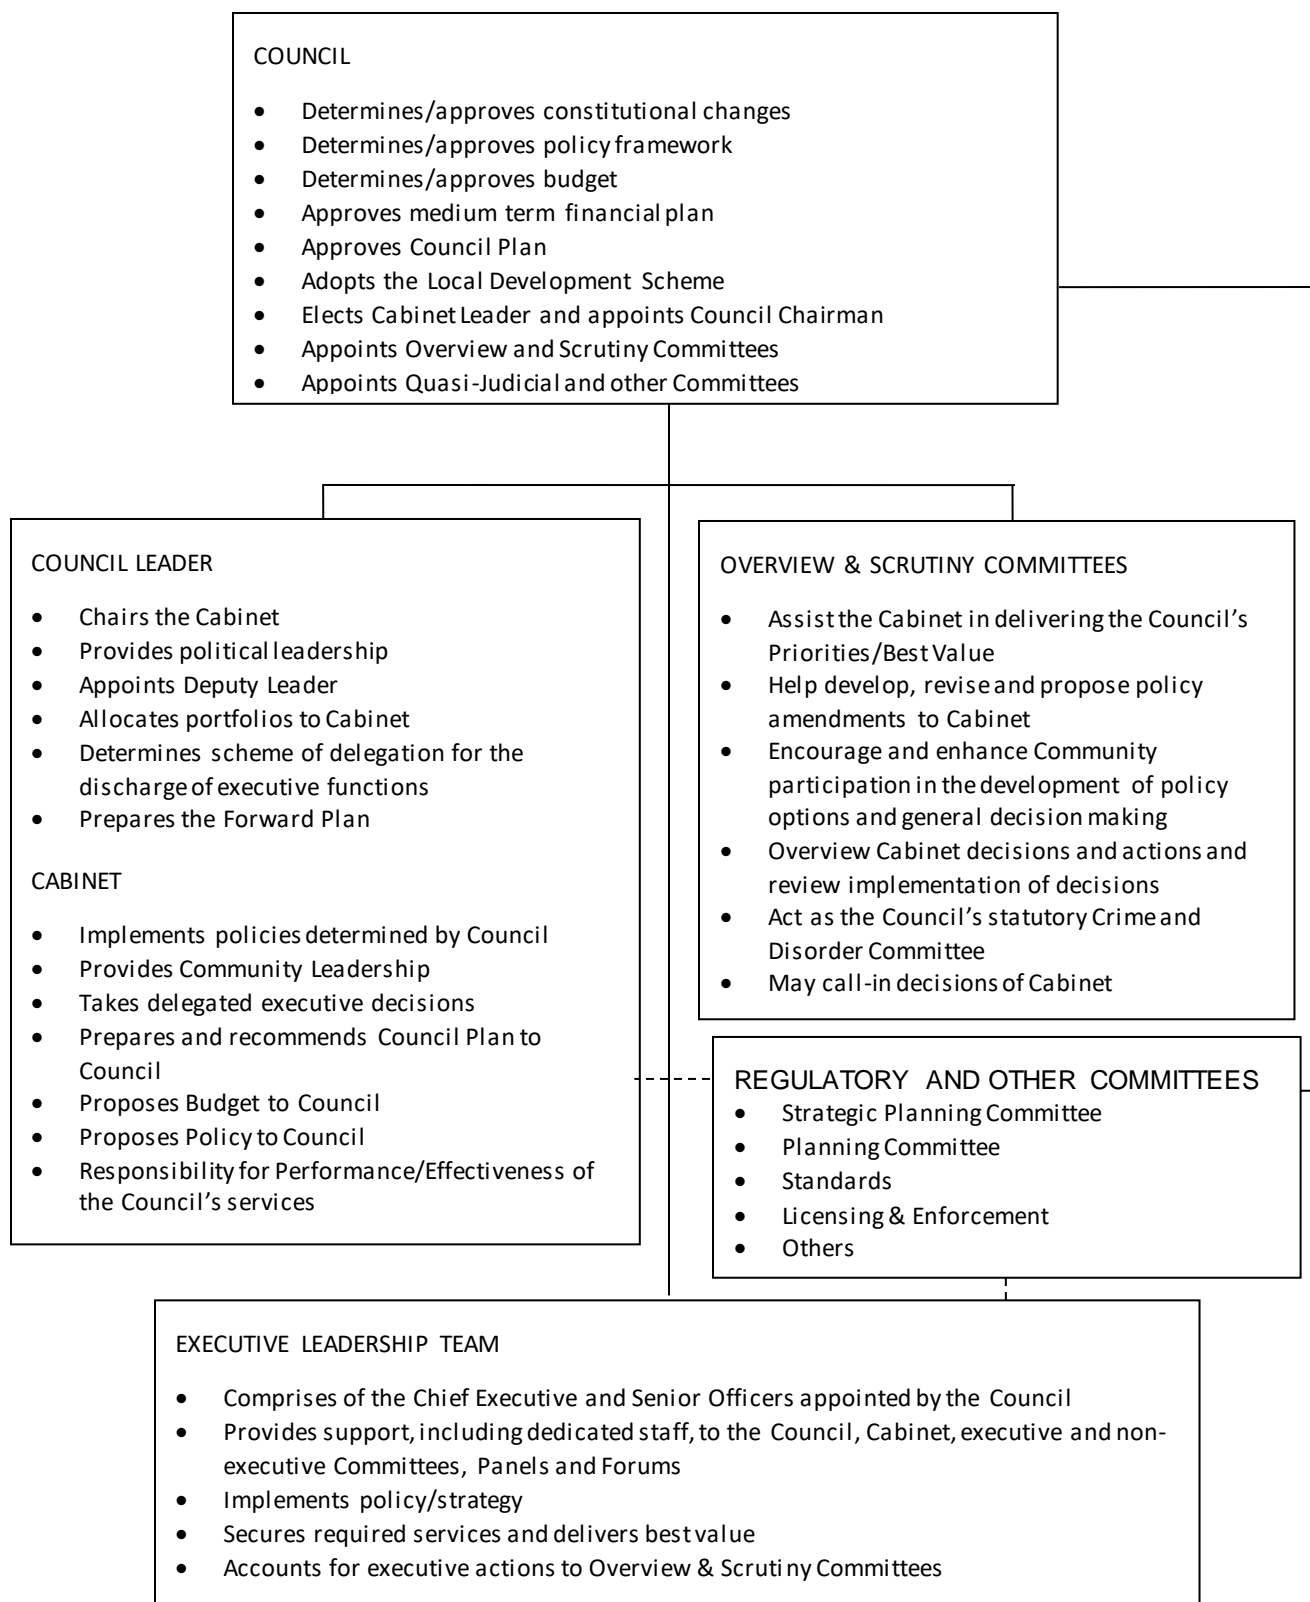 COUNCIL
• Determines/approves constitutional changes
• Determines/approves policy framework
• Determines/approves budget
• Approves medium term financial plan
• Approves Council Plan
• Adopts the Local Development Scheme
• Elects Cabinet Leader and appoints Council Chairman
• Appoints Overview and Scrutiny Committees
• Appoints Quasi-Judicial and other Committees
COUNCIL LEADER
• Chairs the Cabinet
• Provides political leadership
• Appoints Deputy Leader
• Allocates portfolios to Cabinet
• Determines scheme of delegation for the
discharge of executive functions
• Prepares the Forward Plan
CABINET
• Implements policies determined by Council
• Provides Community Leadership
• Takes delegated executive decisions
• Prepares and recommends Council Plan to
Council
• Proposes Budget to Council
• Proposes Policy to Council
• Responsibility for Performance/Effectiveness of
the Council’s services
OVERVIEW & SCRUTINY COMMITTEES
• Assist the Cabinet in delivering the Council’s
Priorities/Best Value
• Help develop, revise and propose policy
amendments to Cabinet
• Encourage and enhance Community
participation in the development of policy
options and general decision making
• Overview Cabinet decisions and actions and
review implementation of decisions
• Act as the Council’s statutory Crime and
Disorder Committee
• May call-in decisions of Cabinet
REGULATORY AND OTHER COMMITTEES
• Strategic Planning Committee
• Planning Committee
• Standards
• Licensing & Enforcement
• Others
EXECUTIVE LEADERSHIP TEAM
• Comprises of the Chief Executive and Senior Officers appointed by the Council
• Provides support, including dedicated staff, to the Council, Cabinet, executive and non-
executive Committees, Panels and Forums
• Implements policy/strategy
• Secures required services and delivers best value
• Accounts for executive actions to Overview & Scrutiny Committees